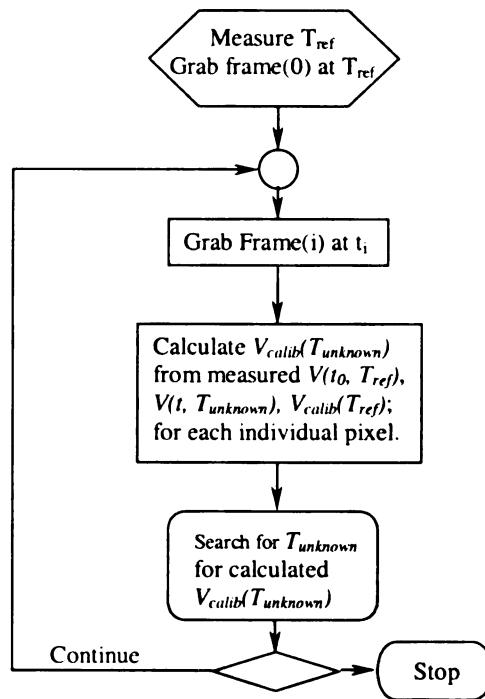 Measure T_ref
Grab frame(0) at T_ref
Grab Frame(i) at t_i
Calculate V_calib(T_unknown)
from measured V(t_0, T_ref),
V(t, T_unknown), V_calib(T_ref);
for each individual pixel.
Search for T_unknown
for calculated
V_calib(T_unknown)
Continue
Stop